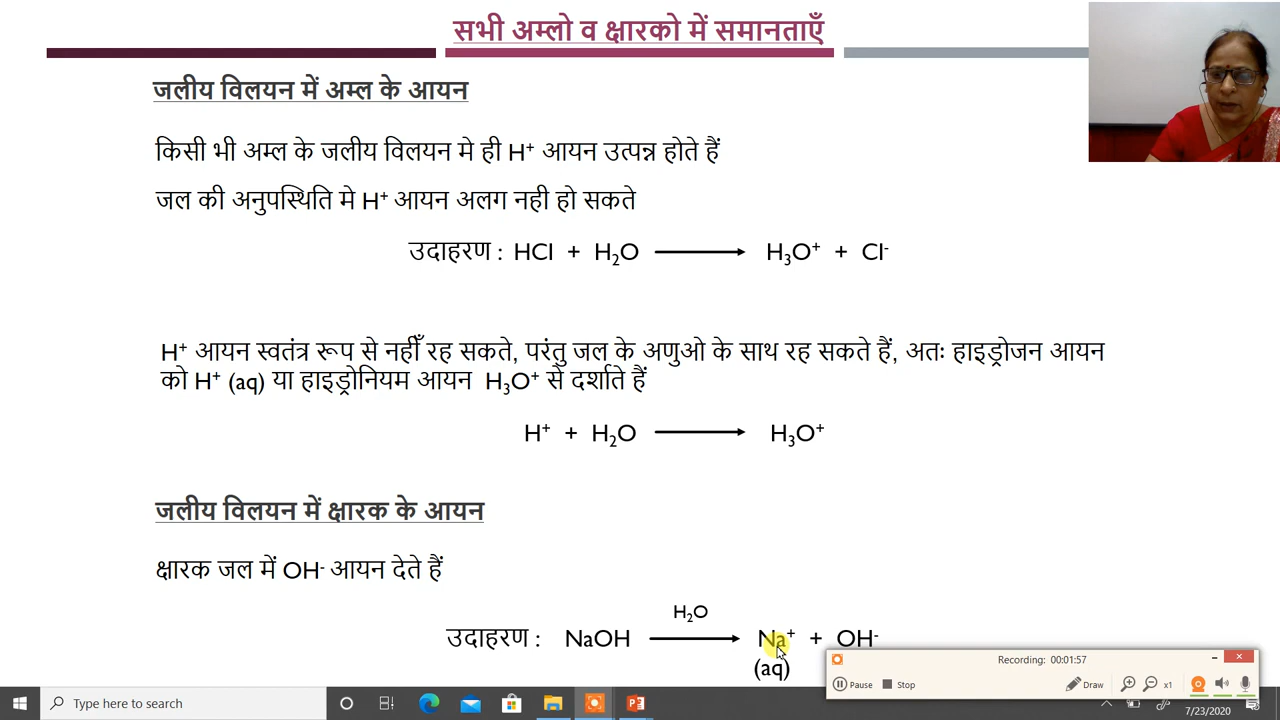 सभी अम्लो व क्षारको में समानताएँ
जलीय विलयन में अम्ल के आयन
किसी भी अम्ल के जलीय विलयन मे ही H⁺ आयन उत्पन्न होते हैं
जल की अनुपस्थिति मे H⁺ आयन अलग नही हो सकते
उदाहरण : HCl + H₂O ⟶ H₃O⁺ + Cl⁻
H⁺ आयन स्वतंत्र रूप से नहीँ रह सकते, परंतु जल के अणुओ के साथ रह सकते हैं, अतः हाइड्रोजन आयन
को H⁺ (aq) या हाइड्रोनियम आयन H₃O⁺ से दर्शाते हैं
H⁺ + H₂O ⟶ H₃O⁺
जलीय विलयन में क्षारक के आयन
क्षारक जल में OH⁻ आयन देते हैं
H₂O
उदाहरण : NaOH ⟶ Na⁺ + OH⁻
(aq)
Recording: 00:01:57
Pause Stop Draw x1
Type here to search
7/23/2020